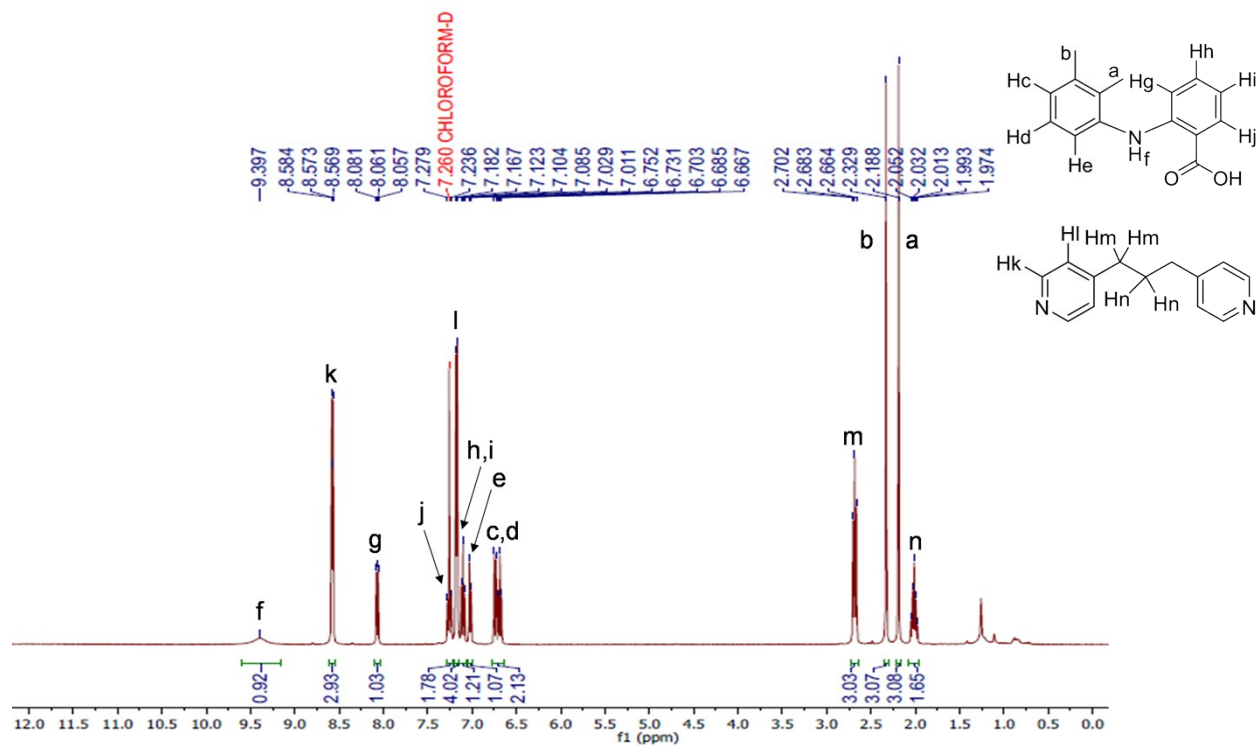 -9.397
-8.584
-8.573
-8.569
-8.081
-8.061
-8.057
-7.279
-7.260 CHLOROFORM-D
-7.236
-7.182
-7.167
-7.123
-7.104
-7.085
-7.029
-7.011
-6.752
-6.731
-6.703
-6.685
-6.667
-2.702
-2.683
-2.664
-2.329
-2.188
-2.052
-2.032
-2.013
-1.993
-1.974
b a Hh
Hc Hg Hi
Hd N Hj
He H f
O OH
b a
Hl Hm Hm
Hk
N Hn Hn N
l
k
m
h,i
e
j
g c,d n
f
0.92 2.93 1.03 1.78 4.02 1.21 1.07 2.13 3.03 3.07 3.08 1.65
12.0 11.5 11.0 10.5 10.0 9.5 9.0 8.5 8.0 7.5 7.0 6.5 6.0 5.5 5.0 4.5 4.0 3.5 3.0 2.5 2.0 1.5 1.0 0.5 0.0
f1 (ppm)